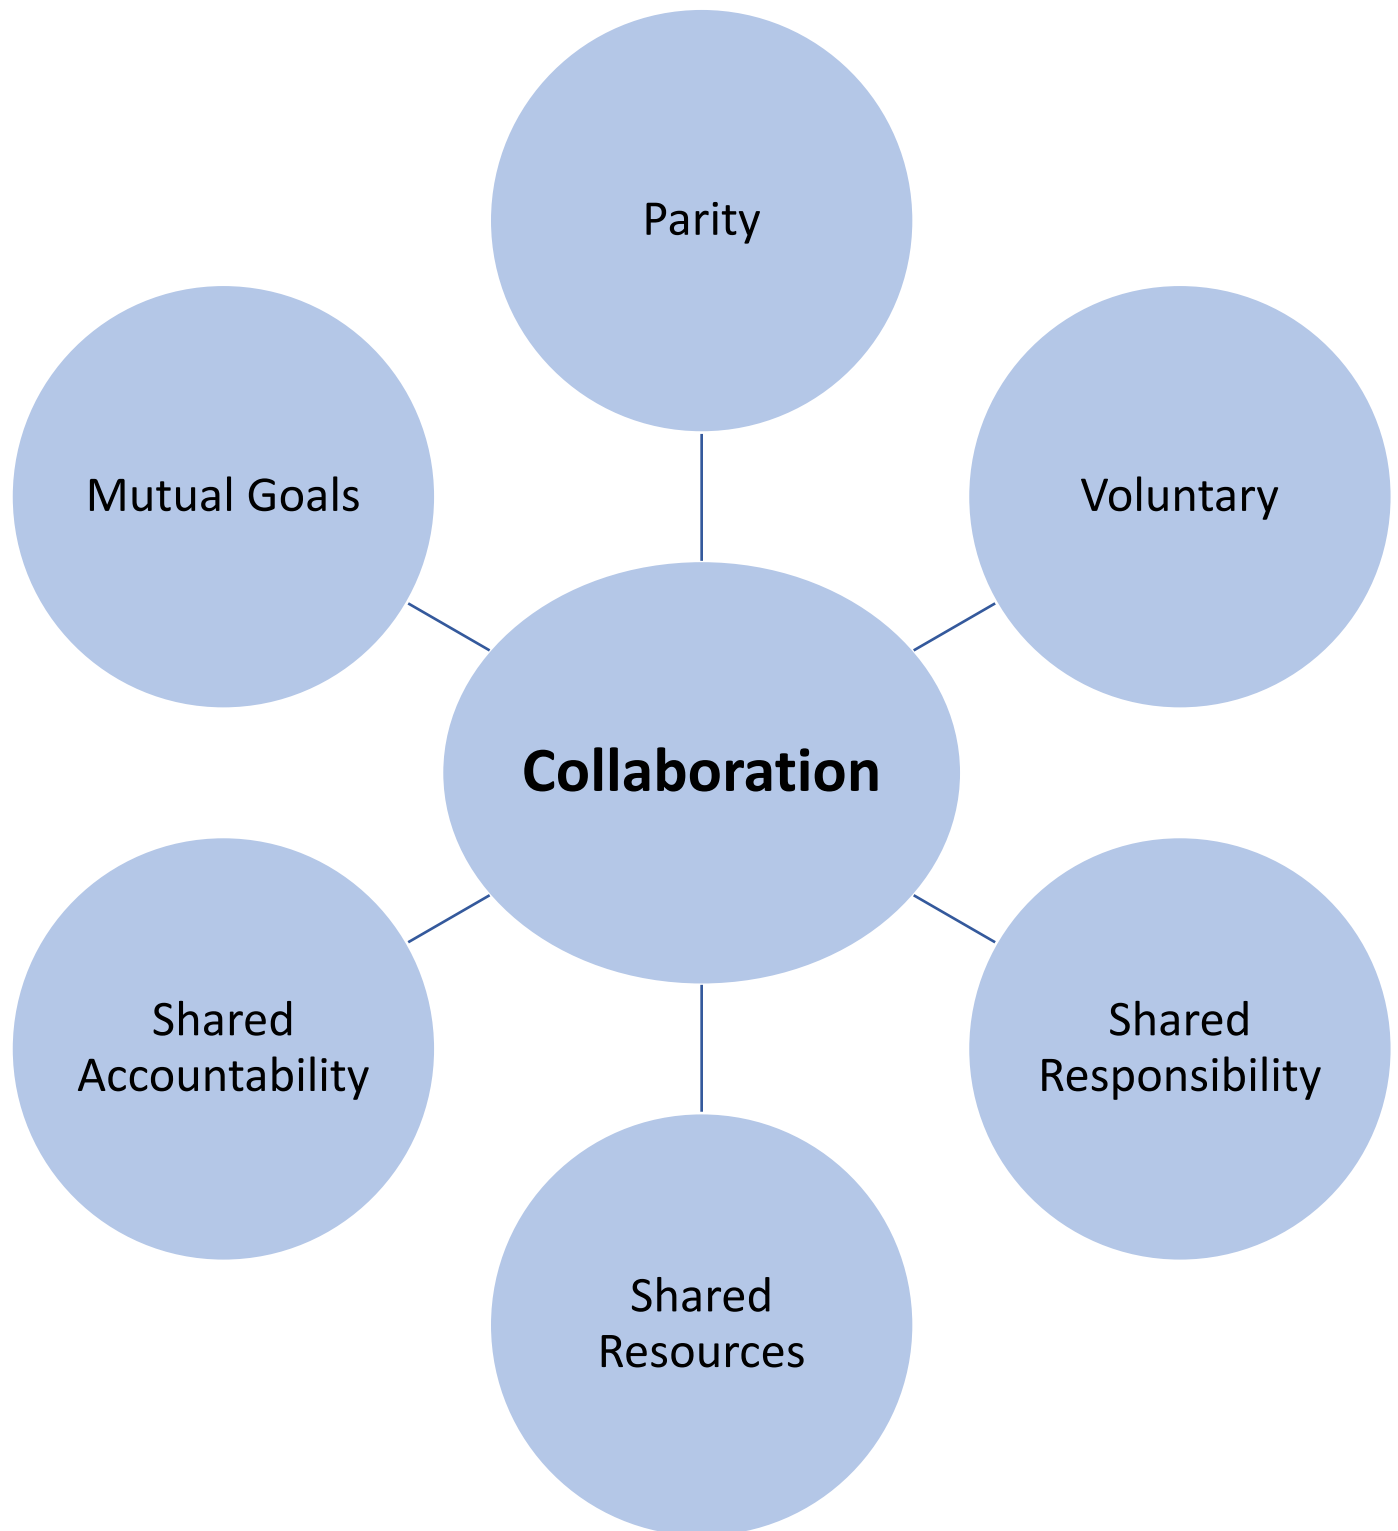 Parity
Mutual Goals
Voluntary
Collaboration
Shared
Accountability
Shared
Responsibility
Shared
Resources